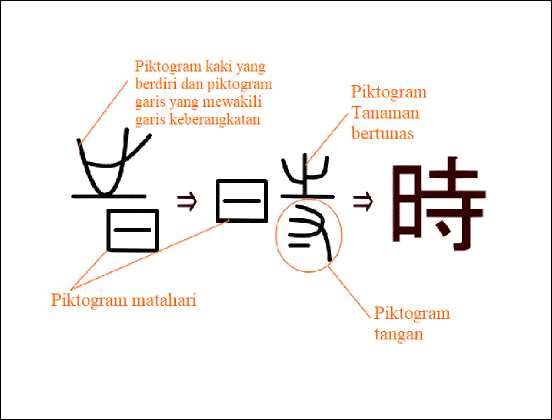 Piktogram kaki yang
berdiri dan piktogram
garis yang mewakili
garis keberangkatan
Piktogram
Tanaman
bertunas
⇒
⇒
時
Piktogram matahari
Piktogram
tangan